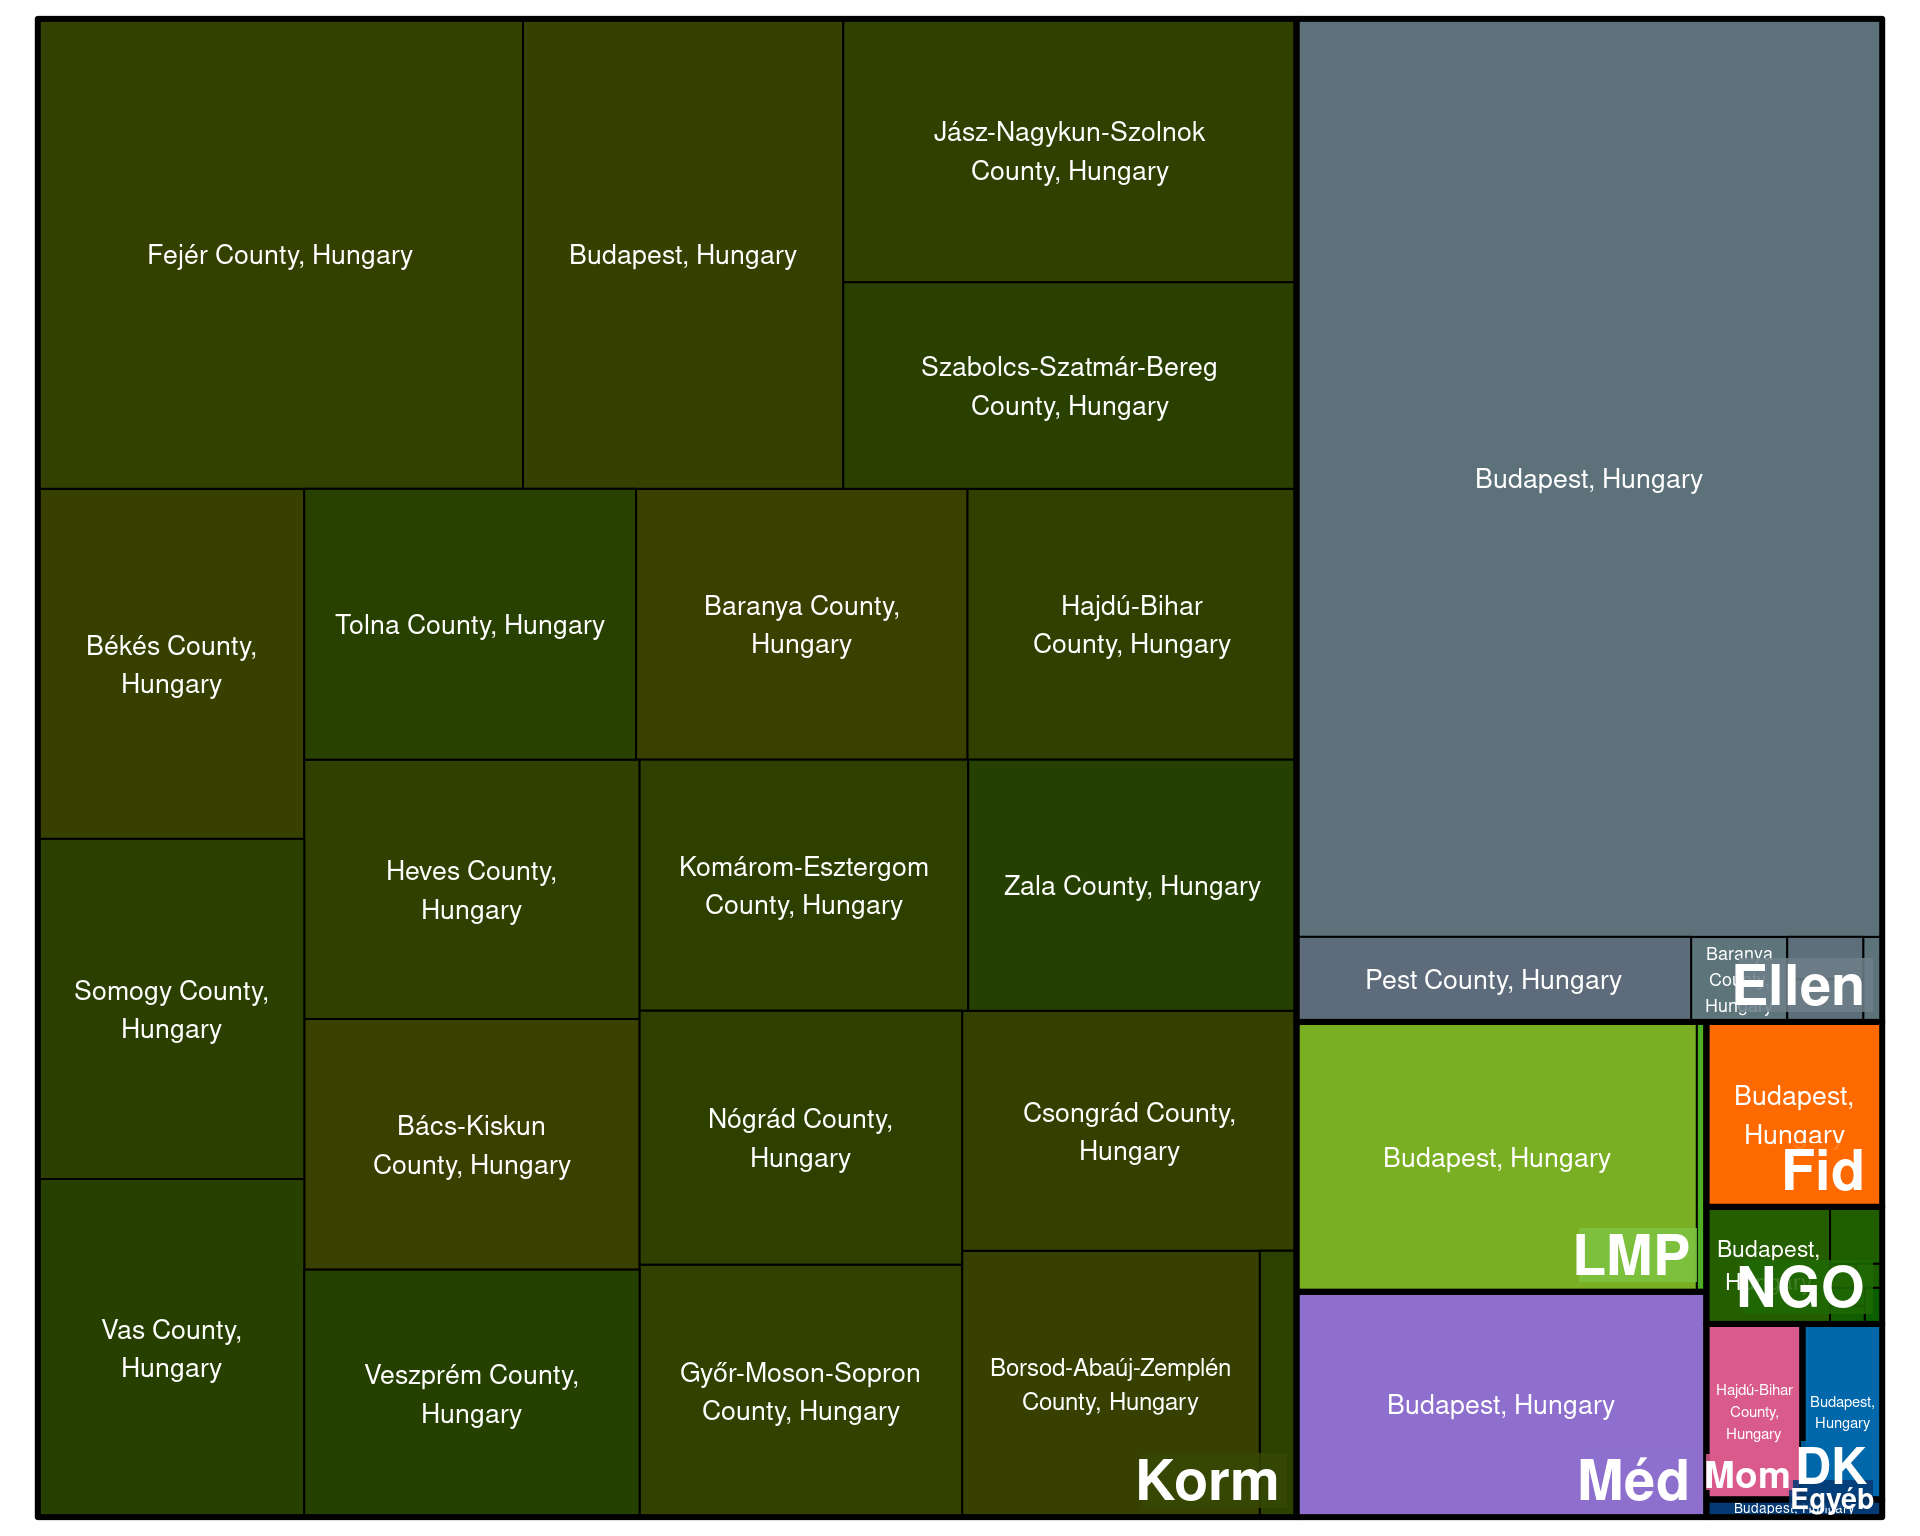 Fejér County, Hungary
Budapest, Hungary
Jász-Nagykun-Szolnok
County, Hungary
Szabolcs-Szatmár-Bereg
County, Hungary
Békés County,
Hungary
Tolna County, Hungary
Baranya County,
Hungary
Hajdú-Bihar
County, Hungary
Somogy County,
Hungary
Heves County,
Hungary
Komárom-Esztergom
County, Hungary
Zala County, Hungary
Vas County,
Hungary
Bács-Kiskun
County, Hungary
Nógrád County,
Hungary
Csongrád County,
Hungary
Veszprém County,
Hungary
Győr-Moson-Sopron
County, Hungary
Borsod-Abaúj-Zemplén
County, Hungary
Korm
Budapest, Hungary
Pest County, Hungary
Baranya
County,
Hungary
Ellen
Budapest, Hungary
LMP
Budapest, Hungary
Méd
Budapest,
Hungary
Fid
Budapest,
Hungary
NGO
Hajdú-Bihar
County,
Hungary
Mom
Budapest,
Hungary
DK
Budapest, Hungary
Egyéb